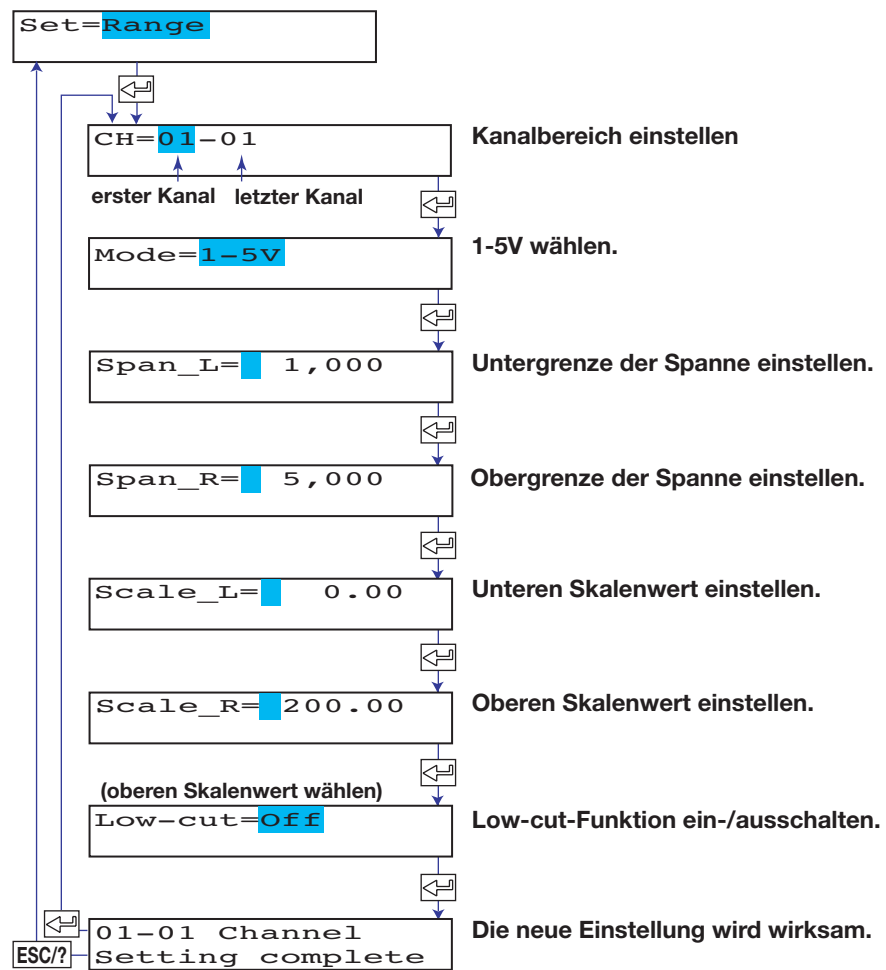 Set=Range
CH=01-01
Kanalbereich einstellen
erster Kanal letzter Kanal
Mode=1-5V
1-5V wählen.
Span_L= 1,000
Untergrenze der Spanne einstellen.
Span_R= 5,000
Obergrenze der Spanne einstellen.
Scale_L= 0.00
Unteren Skalenwert einstellen.
Scale_R= 200.00
Oberen Skalenwert einstellen.
(oberen Skalenwert wählen)
Low-cut=Off
Low-cut-Funktion ein-/ausschalten.
01-01 Channel
Die neue Einstellung wird wirksam.
ESC/?
Setting complete